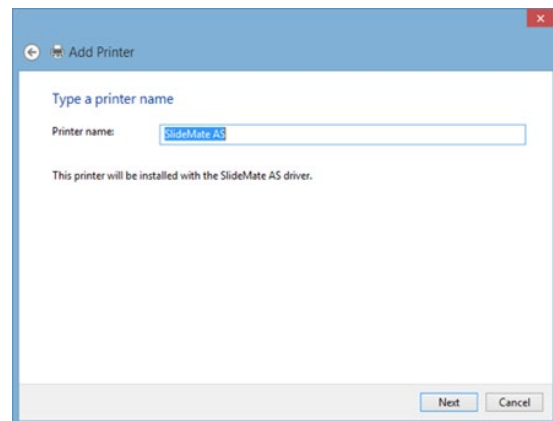 Add Printer
Type a printer name
Printer name: SlideMate AS
This printer will be installed with the SlideMate AS driver.
Next Cancel